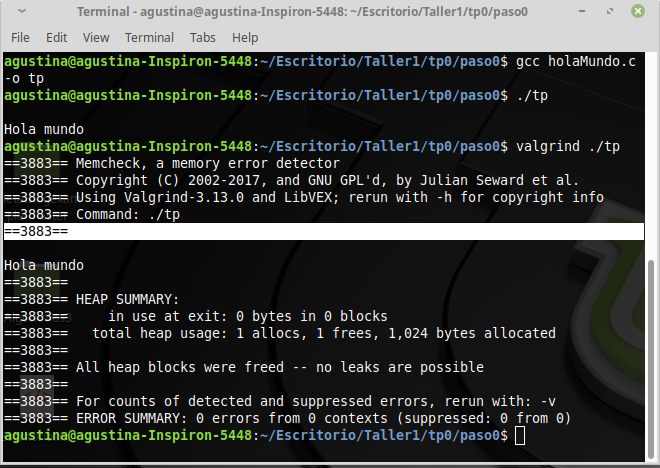 Terminal - agustina@agustina-Inspiron-5448: ~/Escritorio/Taller1/tp0/paso0
File Edit View Terminal Tabs Help
agustina@agustina-Inspiron-5448:~/Escritorio/Taller1/tp0/paso0$ gcc holaMundo.c
-o tp
agustina@agustina-Inspiron-5448:~/Escritorio/Taller1/tp0/paso0$ ./tp
Hola mundo
agustina@agustina-Inspiron-5448:~/Escritorio/Taller1/tp0/paso0$ valgrind ./tp
==3883== Memcheck, a memory error detector
==3883== Copyright (C) 2002-2017, and GNU GPL'd, by Julian Seward et al.
==3883== Using Valgrind-3.13.0 and LibVEX; rerun with -h for copyright info
==3883== Command: ./tp
==3883==
Hola mundo
==3883==
==3883== HEAP SUMMARY:
==3883==     in use at exit: 0 bytes in 0 blocks
==3883==   total heap usage: 1 allocs, 1 frees, 1,024 bytes allocated
==3883==
==3883== All heap blocks were freed -- no leaks are possible
==3883==
==3883== For counts of detected and suppressed errors, rerun with: -v
==3883== ERROR SUMMARY: 0 errors from 0 contexts (suppressed: 0 from 0)
agustina@agustina-Inspiron-5448:~/Escritorio/Taller1/tp0/paso0$